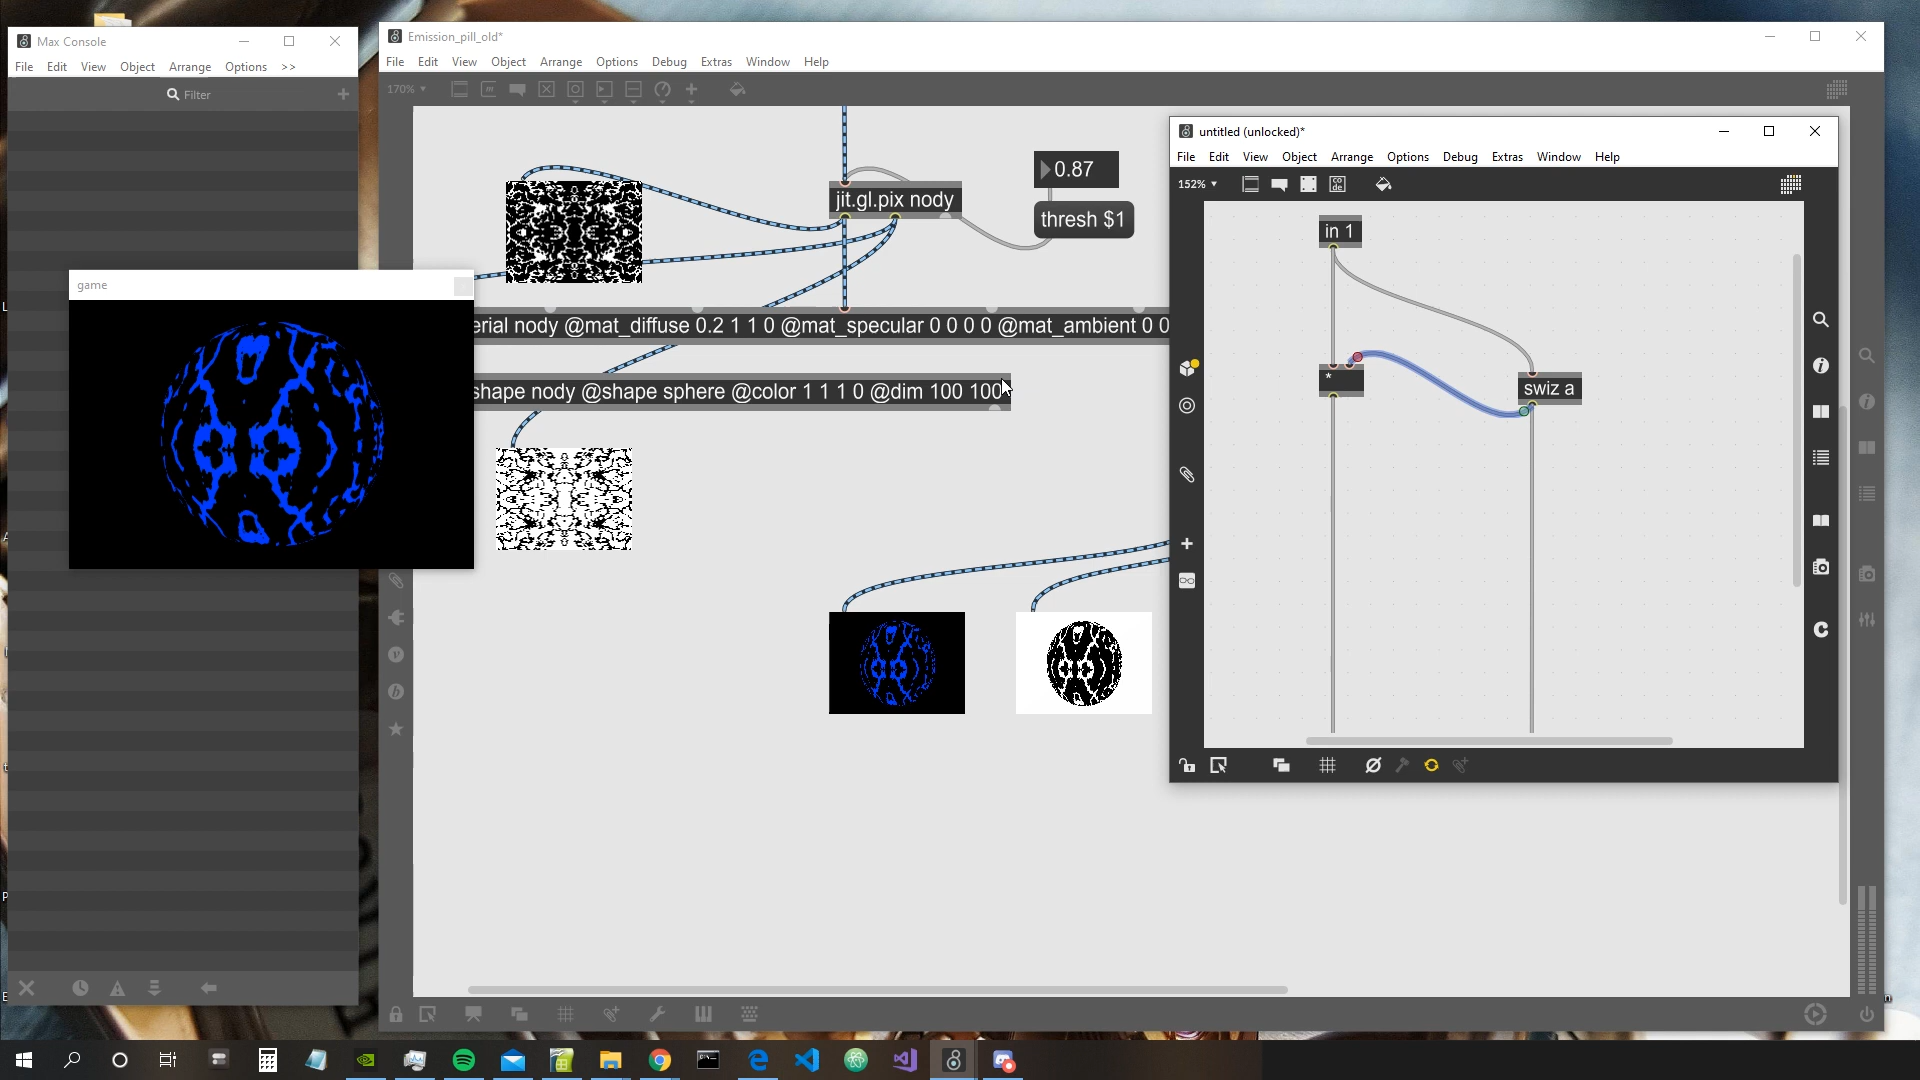 Max Console
File Edit View Object Arrange Options >>
Filter
Emission_pill_old*
File Edit View Object Arrange Options Debug Extras Window Help
170%
jit.gl.pix nody
0.87
thresh $1
erial nody @mat_diffuse 0.2 1 1 0 @mat_specular 0 0 0 0 @mat_ambient 0 0
shape nody @shape sphere @color 1 1 1 0 @dim 100 100
game
untitled (unlocked)*
File Edit View Object Arrange Options Debug Extras Window Help
152%
in 1
*
swiz a